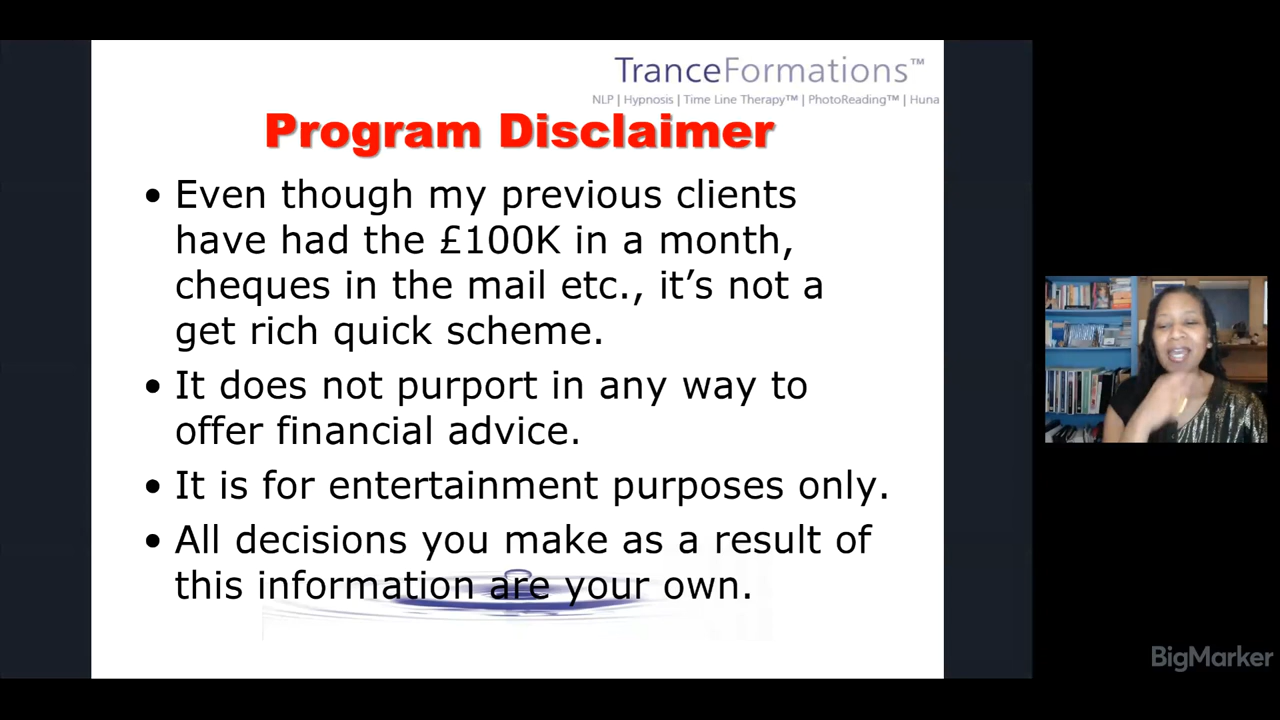 TranceFormations™
NLP | Hypnosis | Time Line Therapy™ | PhotoReading™ | Huna
Program Disclaimer
• Even though my previous clients
have had the £100K in a month,
cheques in the mail etc., it’s not a
get rich quick scheme.
• It does not purport in any way to
offer financial advice.
• It is for entertainment purposes only.
• All decisions you make as a result of
this information are your own.
BigMarker